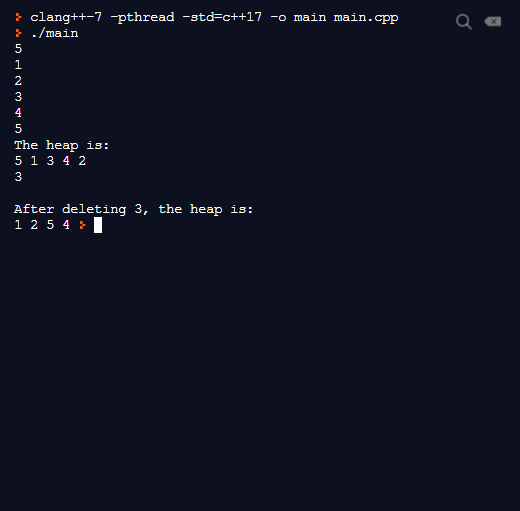 clang++-7 -pthread -std=c++17 -o main main.cpp
./main
5
1
2
3
4
5
The heap is:
5 1 3 4 2
3
After deleting 3, the heap is:
1 2 5 4